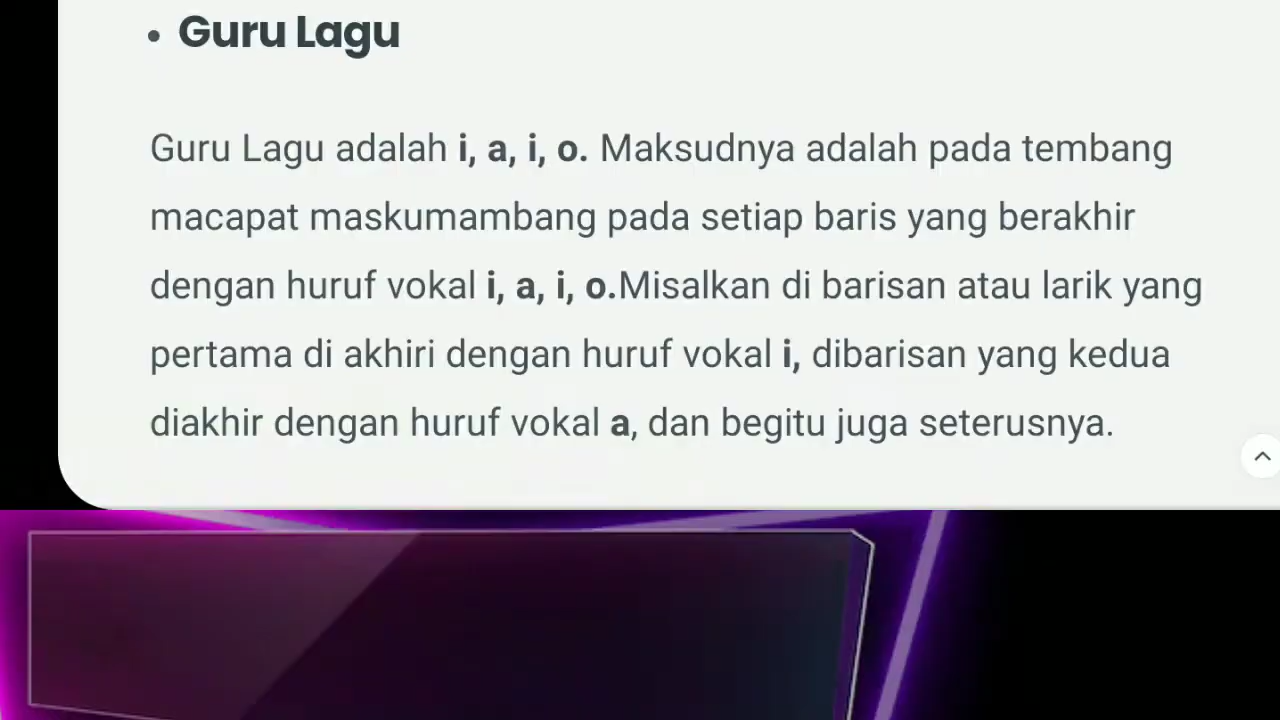 • Guru Lagu
Guru Lagu adalah i, a, i, o. Maksudnya adalah pada tembang
macapat maskumambang pada setiap baris yang berakhir
dengan huruf vokal i, a, i, o.Misalkan di barisan atau larik yang
pertama di akhiri dengan huruf vokal i, dibarisan yang kedua
diakhir dengan huruf vokal a, dan begitu juga seterusnya.